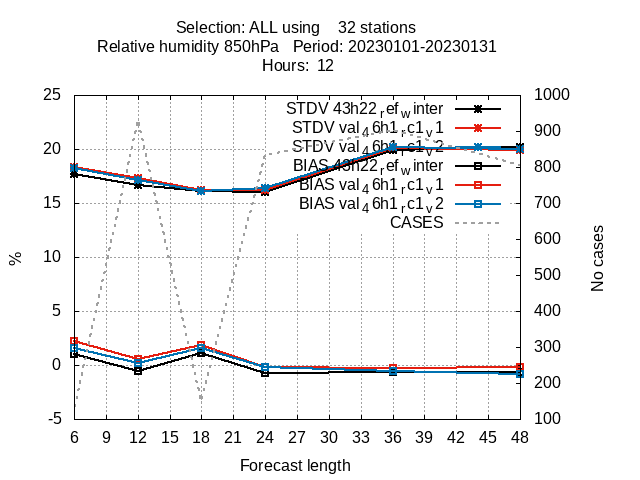 Selection: ALL using 32 stations
Relative humidity 850hPa Period: 20230101-20230131
Hours: 12
25
20
15
10
5
0
-5
%
1000
900
800
700
600
500
400
300
200
100
No cases
STDV 43h22_ref_winter
STDV val_46h1_rc1_v1
STDV val_46h1_rc1_v2
BIAS 43h22_ref_winter
BIAS val_46h1_rc1_v1
BIAS val_46h1_rc1_v2
CASES
6 9 12 15 18 21 24 27 30 33 36 39 42 45 48
Forecast length